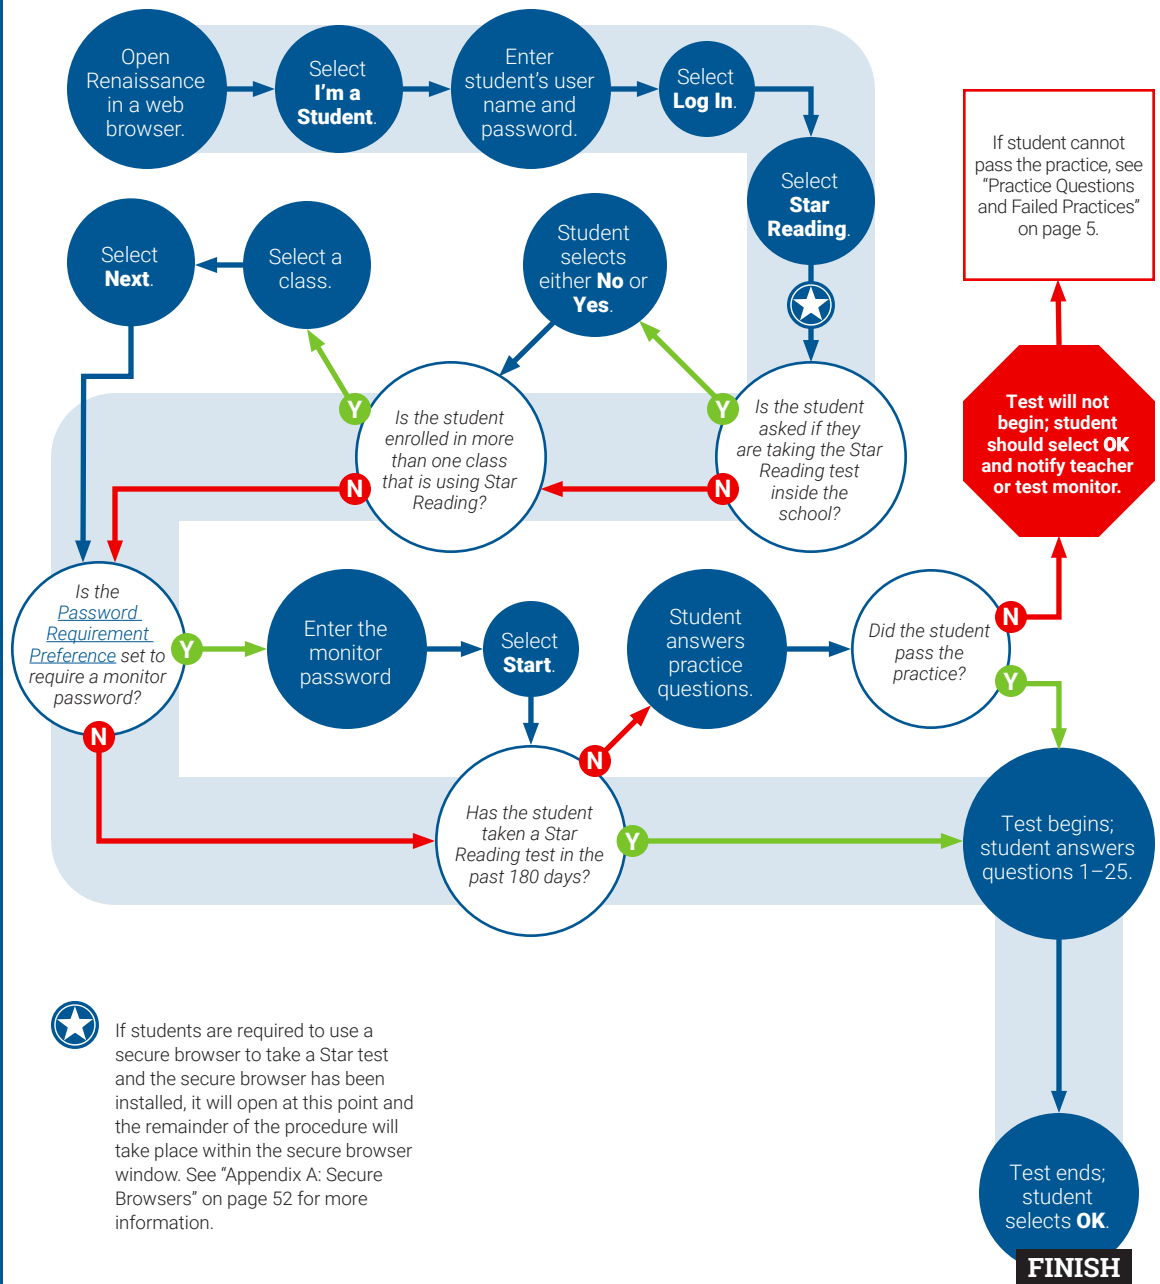 Open
Renaissance
in a web
browser.
Select
I'm a
Student.
Enter
student's user
name and
password.
Select
Log In.
Select
Star
Reading.
If student cannot
pass the practice, see
“Practice Questions
and Failed Practices”
on page 5.
Select
Next.
Select a
class.
Student
selects
either No or
Yes.
Y
Is the student
enrolled in more
than one class
that is using Star
Reading?
N
Y
Is the student
asked if they
are taking the Star
Reading test
inside the
school?
N
Test will not
begin; student
should select OK
and notify teacher
or test monitor.
Is the
Password
Requirement
Preference set to
require a monitor
password?
Y
N
Enter the
monitor
password
Select
Start.
Student
answers
practice
questions.
Did the student
pass the
practice?
N
Y
N
Has the student
taken a Star
Reading test in the
past 180 days?
Y
Test begins;
student answers
questions 1–25.
If students are required to use a
secure browser to take a Star test
and the secure browser has been
installed, it will open at this point and
the remainder of the procedure will
take place within the secure browser
window. See “Appendix A: Secure
Browsers” on page 52 for more
information.
Test ends;
student
selects OK.
FINISH